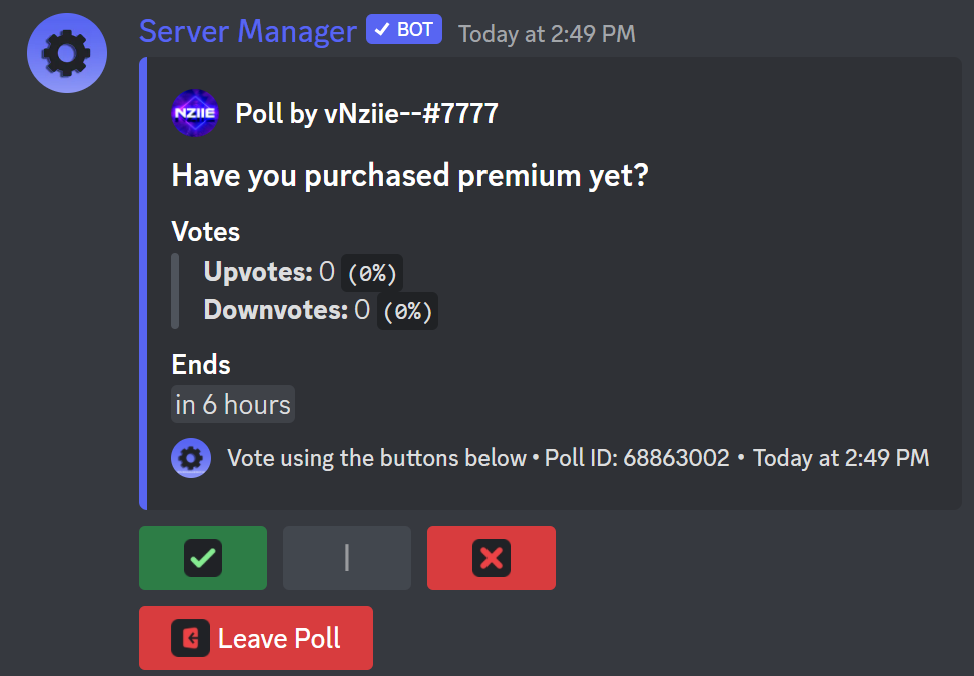 Server Manager BOT Today at 2:49 PM
NZIIE Poll by vNziie--#7777
Have you purchased premium yet?
Votes
Upvotes: 0 (0%)
Downvotes: 0 (0%)
Ends
in 6 hours
Vote using the buttons below • Poll ID: 68863002 • Today at 2:49 PM
|
Leave Poll